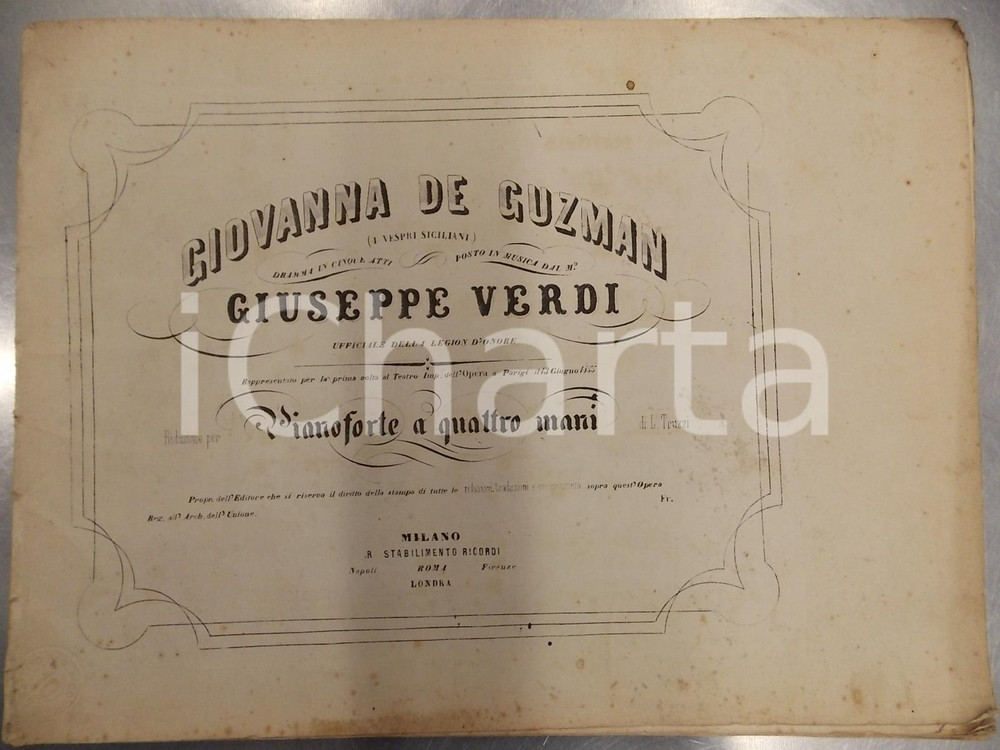 GIOVANNA DE GUZMAN
(I VESPRI SICILIANI)
DRAMMA IN CINQUE ATTI POSTO IN MUSICA DAL M.º
GIUSEPPE VERDI
UFFICIALE DELLA LEGION D'ONORE
Rappresentato per la prima volta al Teatro Imp. dell'Opera a Parigi il 13 Giugno 1855
Riduzione per Pianoforte a quattro mani di L. Truzzi
Propr. dell'Editore che si riserva il diritto della stampa di tutte le riduzioni, traduzioni e sopra quest'Opera
Fr.
Reg. all'Arch. dell'Unione.
MILANO
R. STABILIMENTO RICORDI
Napoli ROMA Firenze
LONDRA
iCharta